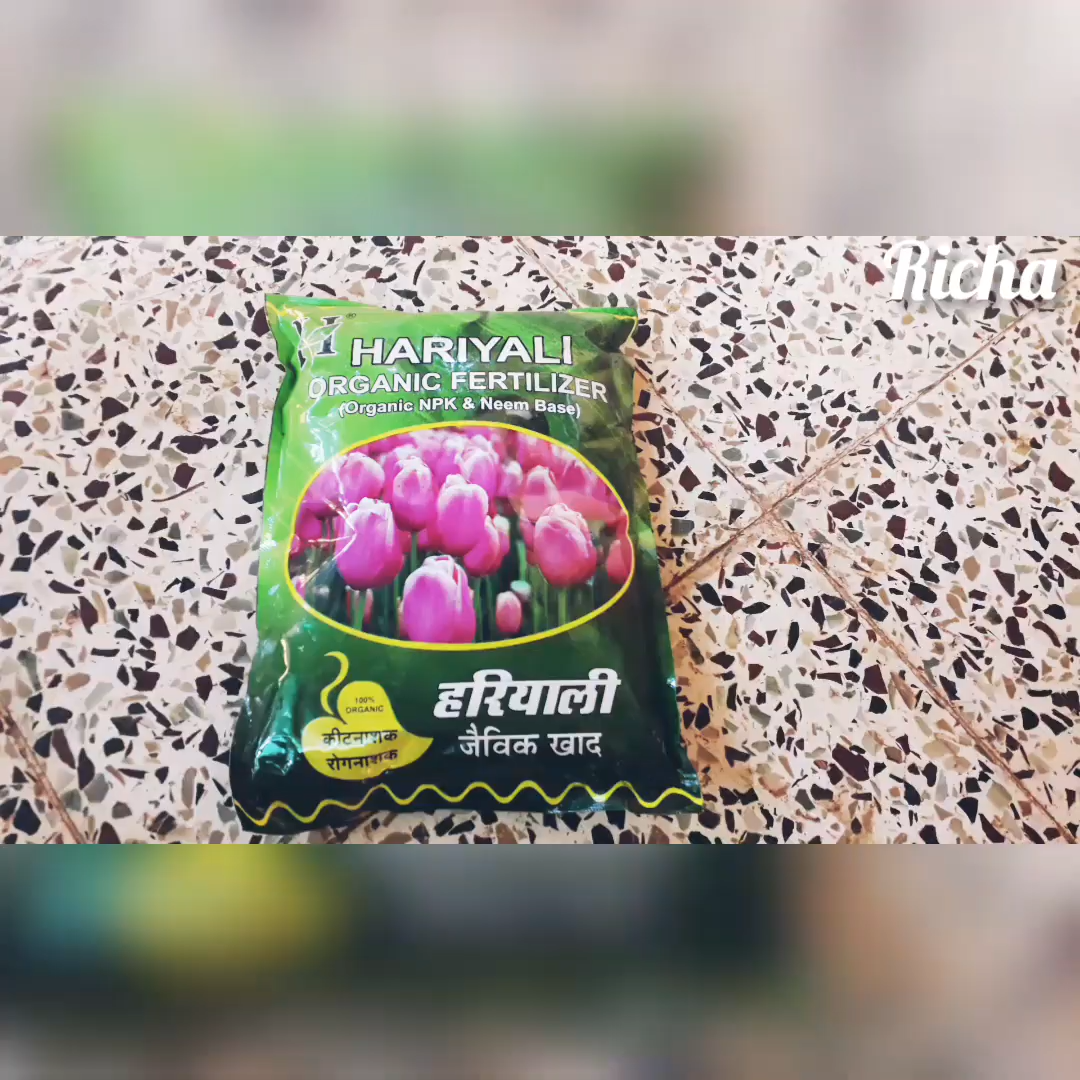 Richa
H ®
HARIYALI
ORGANIC FERTILIZER
(Organic NPK & Neem Base)
100%
ORGANIC
कीटनाशक
रोगनाशक
हरियाली
जैविक खाद